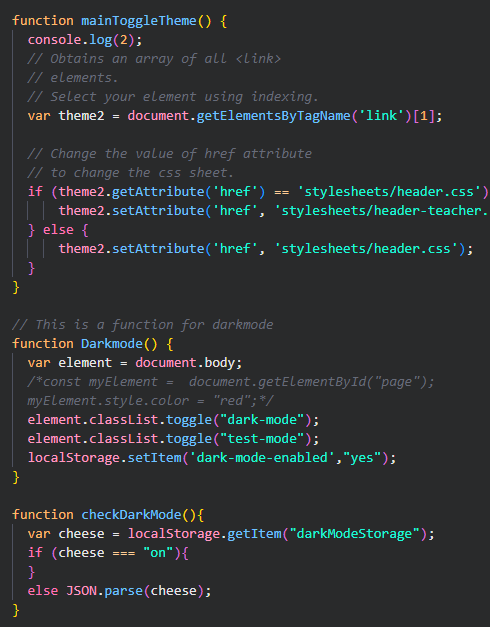 function mainToggleTheme() {
console.log(2);
// Obtains an array of all <link>
// elements.
// Select your element using indexing.
var theme2 = document.getElementsByTagName('link')[1];
// Change the value of href attribute
// to change the css sheet.
if (theme2.getAttribute('href') == 'stylesheets/header.css')
theme2.setAttribute('href', 'stylesheets/header-teacher.
} else {
theme2.setAttribute('href', 'stylesheets/header.css');
}
}
// This is a function for darkmode
function Darkmode() {
var element = document.body;
/*const myElement =  document.getElementById("page");
myElement.style.color = "red";*/
element.classList.toggle("dark-mode");
element.classList.toggle("test-mode");
localStorage.setItem('dark-mode-enabled',"yes");
}
function checkDarkMode(){
var cheese = localStorage.getItem("darkModeStorage");
if (cheese === "on"){
}
else JSON.parse(cheese);
}